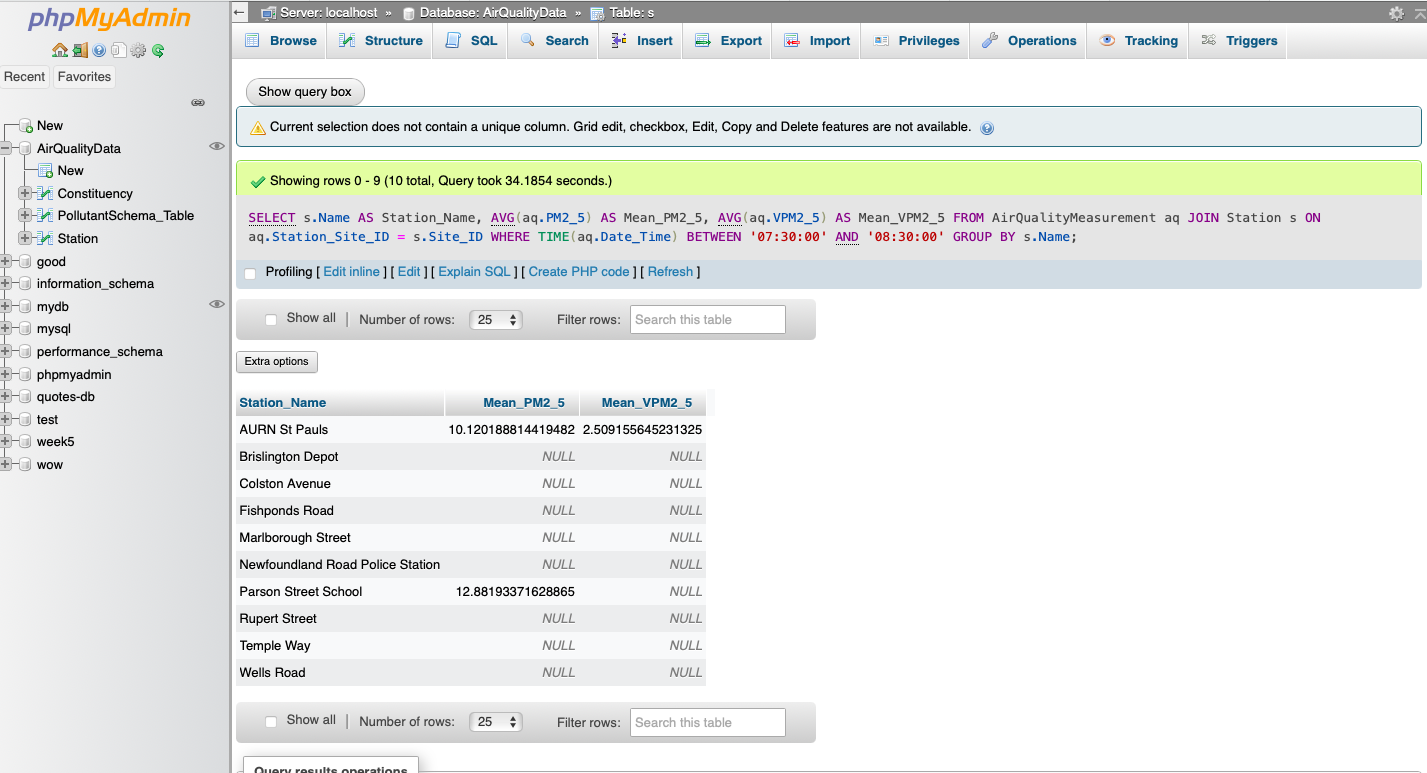 phpMyAdmin
Recent Favorites
New
AirQualityData
New
Constituency
PollutantSchema_Table
Station
good
information_schema
mydb
mysql
performance_schema
phpmyadmin
quotes-db
test
week5
wow
Server: localhost » Database: AirQualityData » Table: s
Browse Structure SQL Search Insert Export Import Privileges Operations Tracking Triggers
Show query box
Current selection does not contain a unique column. Grid edit, checkbox, Edit, Copy and Delete features are not available.
Showing rows 0 - 9 (10 total, Query took 34.1854 seconds.)
SELECT s.Name AS Station_Name, AVG(aq.PM2_5) AS Mean_PM2_5, AVG(aq.VPM2_5) AS Mean_VPM2_5 FROM AirQualityMeasurement aq JOIN Station s ON
aq.Station_Site_ID = s.Site_ID WHERE TIME(aq.Date_Time) BETWEEN '07:30:00' AND '08:30:00' GROUP BY s.Name;
Profiling [ Edit inline ] [ Edit ] [ Explain SQL ] [ Create PHP code ] [ Refresh ]
Show all | Number of rows: 25 Filter rows: Search this table
Extra options
Station_Name Mean_PM2_5 Mean_VPM2_5
AURN St Pauls 10.120188814419482 2.509155645231325
Brislington Depot NULL NULL
Colston Avenue NULL NULL
Fishponds Road NULL NULL
Marlborough Street NULL NULL
Newfoundland Road Police Station NULL NULL
Parson Street School 12.88193371628865 NULL
Rupert Street NULL NULL
Temple Way NULL NULL
Wells Road NULL NULL
Show all | Number of rows: 25 Filter rows: Search this table
Query results operations